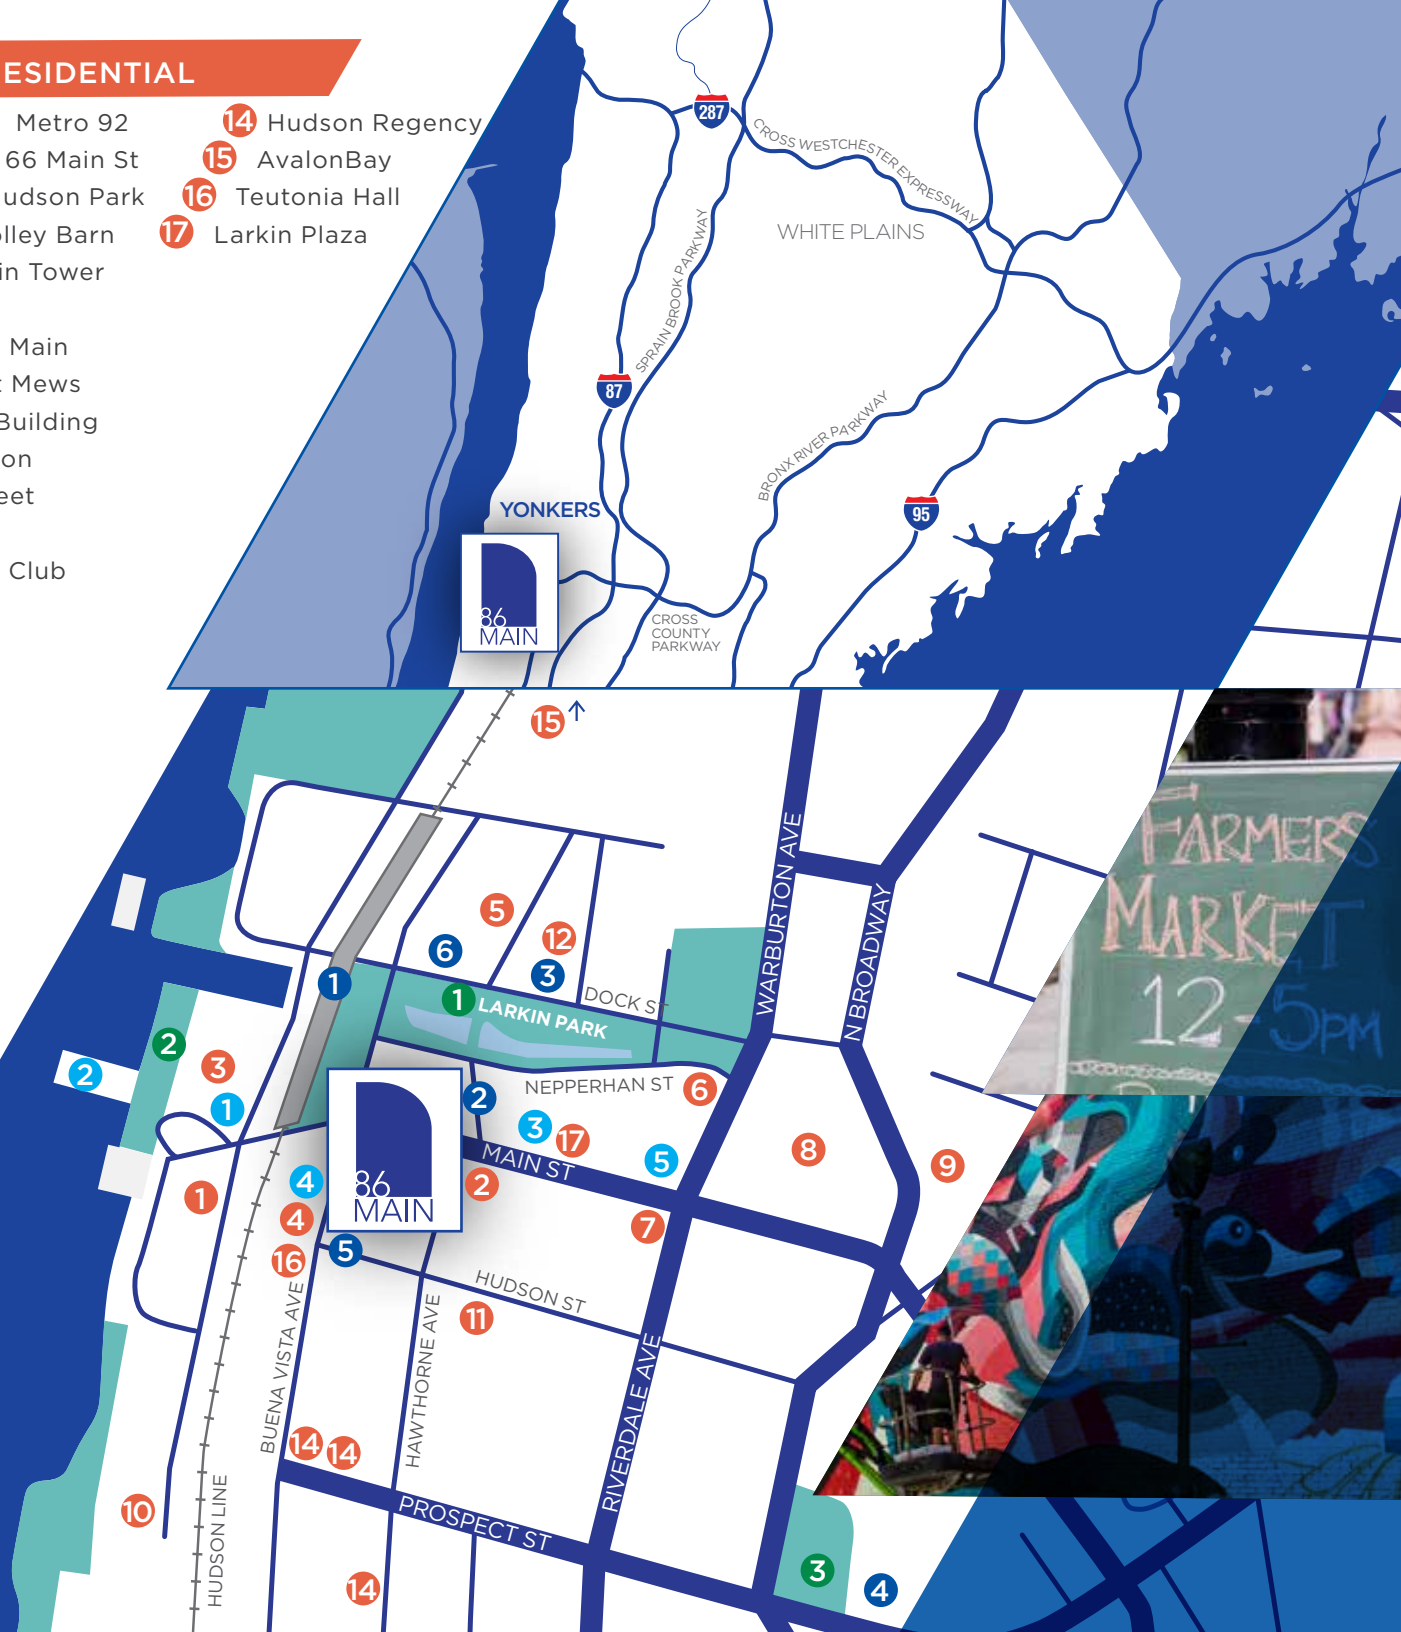 ESIDENTIAL
Metro 92
66 Main St
udson Park
lley Barn
in Tower
Main
t Mews
Building
on
eet
Club
14 Hudson Regency
15 AvalonBay
16 Teutonia Hall
17 Larkin Plaza
287
CROSS WESTCHESTER EXPRESSWAY
WHITE PLAINS
SPRAIN BROOK PARKWAY
87
BRONX RIVER PARKWAY
95
YONKERS
86
MAIN
CROSS
COUNTY
PARKWAY
15
WARBURTON AVE
N BROADWAY
5
12
6
3
1
DOCK ST
1 LARKIN PARK
2
3
2
1
NEPPERHAN ST
6
2
3
17
5
8
9
MAIN ST
86
MAIN
4
2
1
4
7
16
5
HUDSON ST
11
BUENA VISTA AVE
HAWTHORNE AVE
RIVERDALE AVE
14
14
10
HUDSON LINE
PROSPECT ST
14
3
4
FARMERS
MARKET
12-5PM